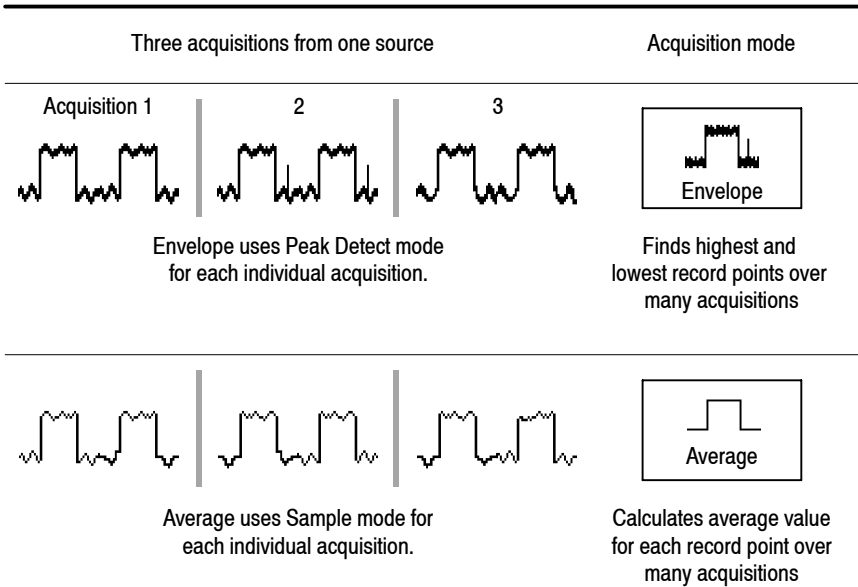 Three acquisitions from one source
Acquisition mode
Acquisition 1
2
3
Envelope
Envelope uses Peak Detect mode
for each individual acquisition.
Finds highest and
lowest record points over
many acquisitions
Average
Average uses Sample mode for
each individual acquisition.
Calculates average value
for each record point over
many acquisitions